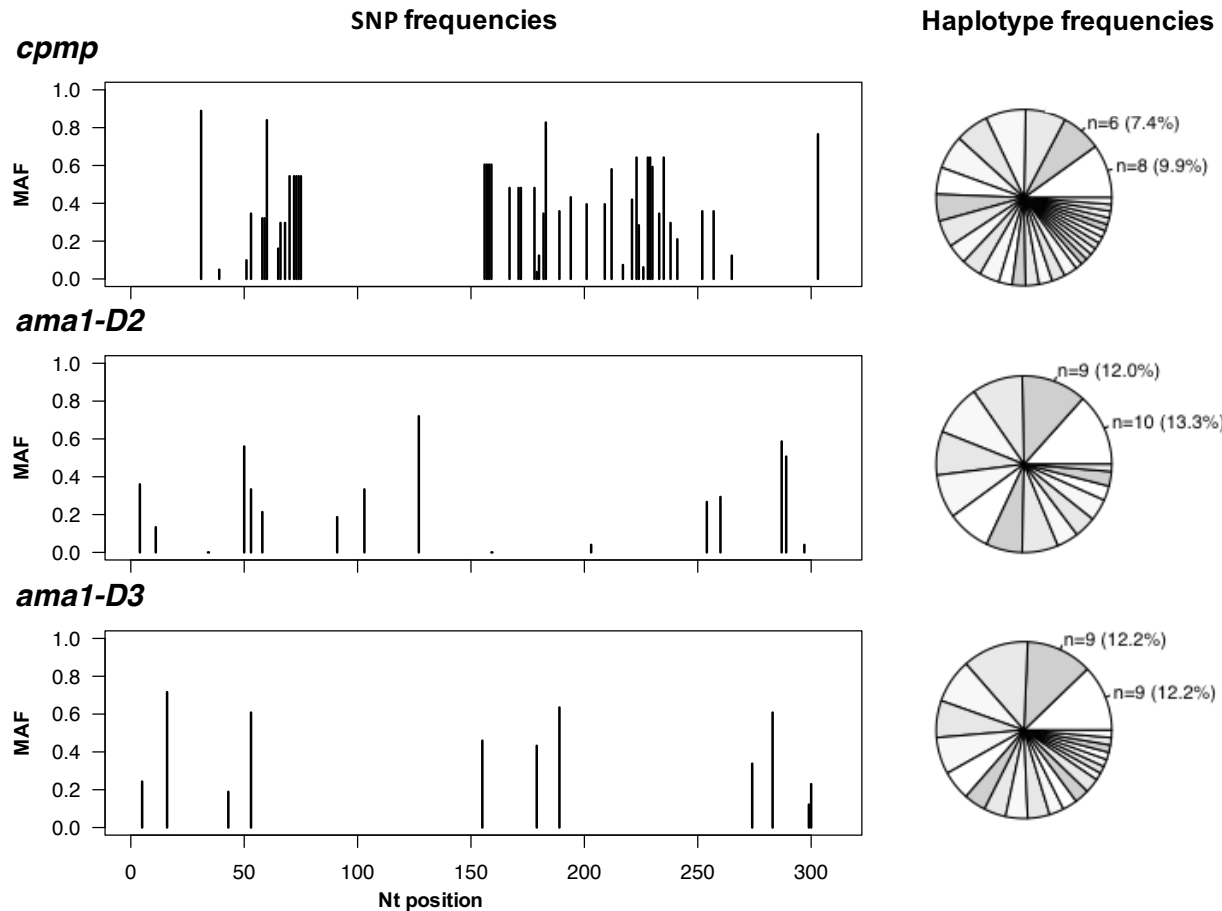 SNP frequencies
Haplotype frequencies
cpmp
1.0
0.8
0.6
0.4
0.2
0.0
MAF
n=6 (7.4%)
n=8 (9.9%)
ama1-D2
1.0
0.8
0.6
0.4
0.2
0.0
MAF
n=9 (12.0%)
n=10 (13.3%)
ama1-D3
1.0
0.8
0.6
0.4
0.2
0.0
MAF
n=9 (12.2%)
n=9 (12.2%)
0 50 100 150 200 250 300
Nt position